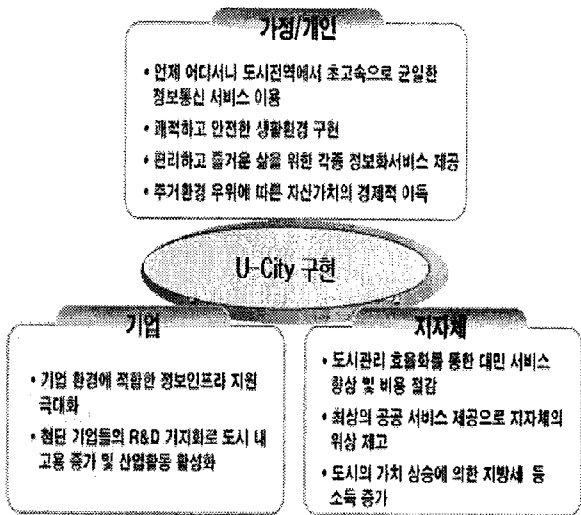 가정/개인
• 언제 어디서나 도시전역에서 초고속으로 균일한
정보통신 서비스 이용
• 쾌적하고 안전한 생활환경 구현
• 편리하고 즐거운 삶을 위한 각종 정보화서비스 제공
• 주거환경 우위에 따른 자산가치의 경제적 이득
U-City 구현
기업
• 기업 환경에 적합한 정보인프라 지원
극대화
• 첨단 기업들의 R&D 기지화로 도시 내
고용 증가 및 산업활동 활성화
지자체
• 도시관리 효율화를 통한 대민 서비스
향상 및 비용 절감
• 최상의 공공 서비스 제공으로 지자체의
위상 제고
• 도시의 가치 상승에 의한 지방세 등
소득 증가